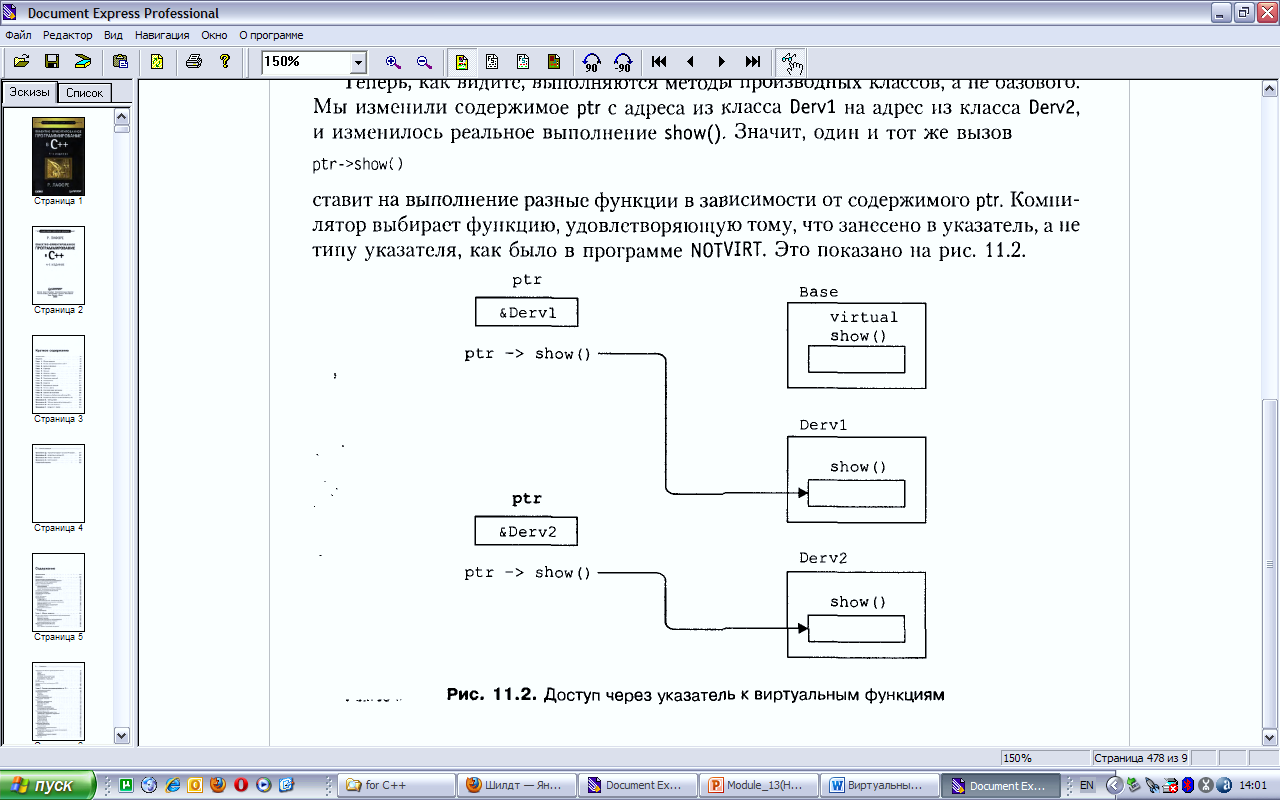 Document Express Professional
Файл Редактор Вид Навигация Окно О программе
150%
90 -90
Эскизы Список
Страница 1
Страница 2
Страница 3
Страница 4
Страница 5
Теперь, как видите, выполняются методы производных классов, а не базового.
Мы изменили содержимое ptr с адреса из класса Derv1 на адрес из класса Derv2,
и изменилось реальное выполнение show(). Значит, один и тот же вызов
ptr->show()
ставит на выполнение разные функции в зависимости от содержимого ptr. Компи-
лятор выбирает функцию, удовлетворяющую тому, что занесено в указатель, а не
типу указателя, как было в программе NOTVIRT. Это показано на рис. 11.2.
ptr
&Derv1
ptr -> show()
Base
virtual
show()
Derv1
show()
ptr
&Derv2
ptr -> show()
Derv2
show()
Рис. 11.2. Доступ через указатель к виртуальным функциям
150% Страница 478 из 9
пуск
for C++
Шилдт — Ян...
Document Ex...
Module_13(Н...
Виртуальны...
Document Ex...
EN
14:01